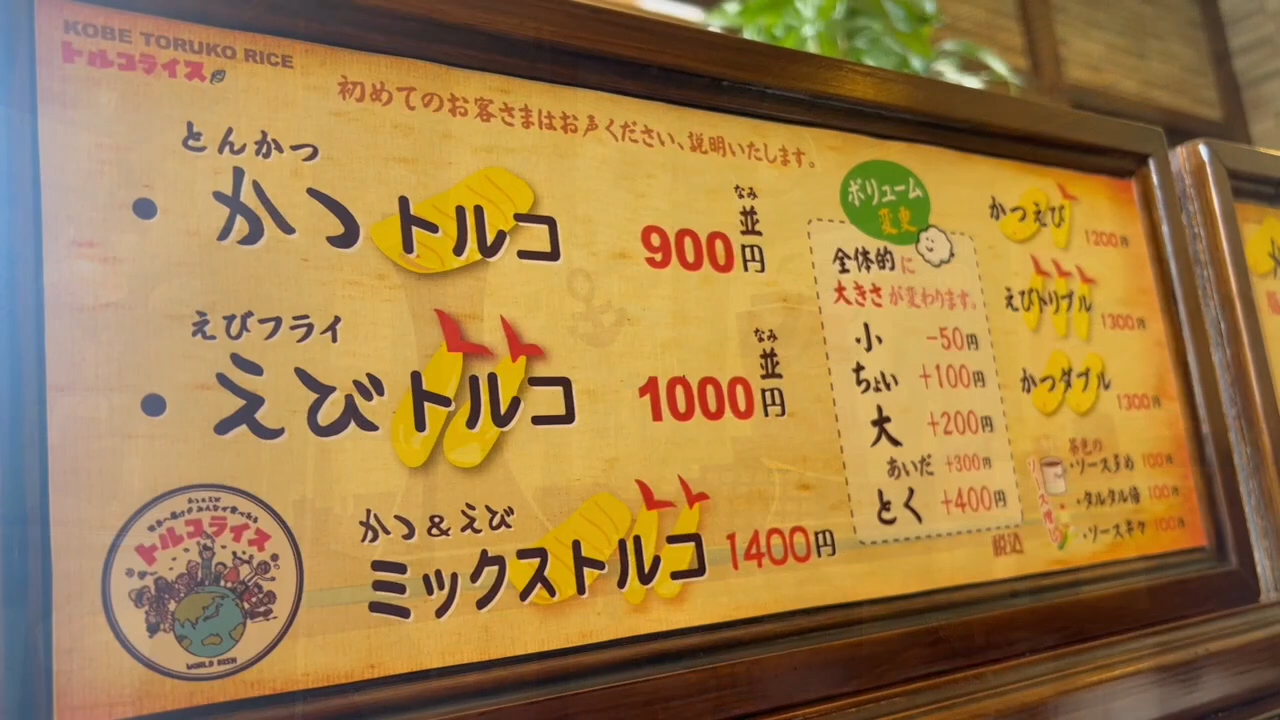 KOBE TORUKO RICE
トルコライス
初めてのお客さまはお声ください、説明いたします。
とんかつ
・かつトルコ 900円 並 なみ
えびフライ
・えびトルコ 1000円 並 なみ
かつ&えび
ミックストルコ 1400円
ボリューム
変更
全体的に
大きさが変わります。
小 -50円
ちょい +100円
大 +200円
あいだ +300円
とく +400円
税込
かつえび 1200円
えびトリプル 1300円
かつダブル 1300円
茶色の
・ソース多め 100円
・タルタル倍 100円
・ソースギタ 100円
トルコライス
WORLD RISH